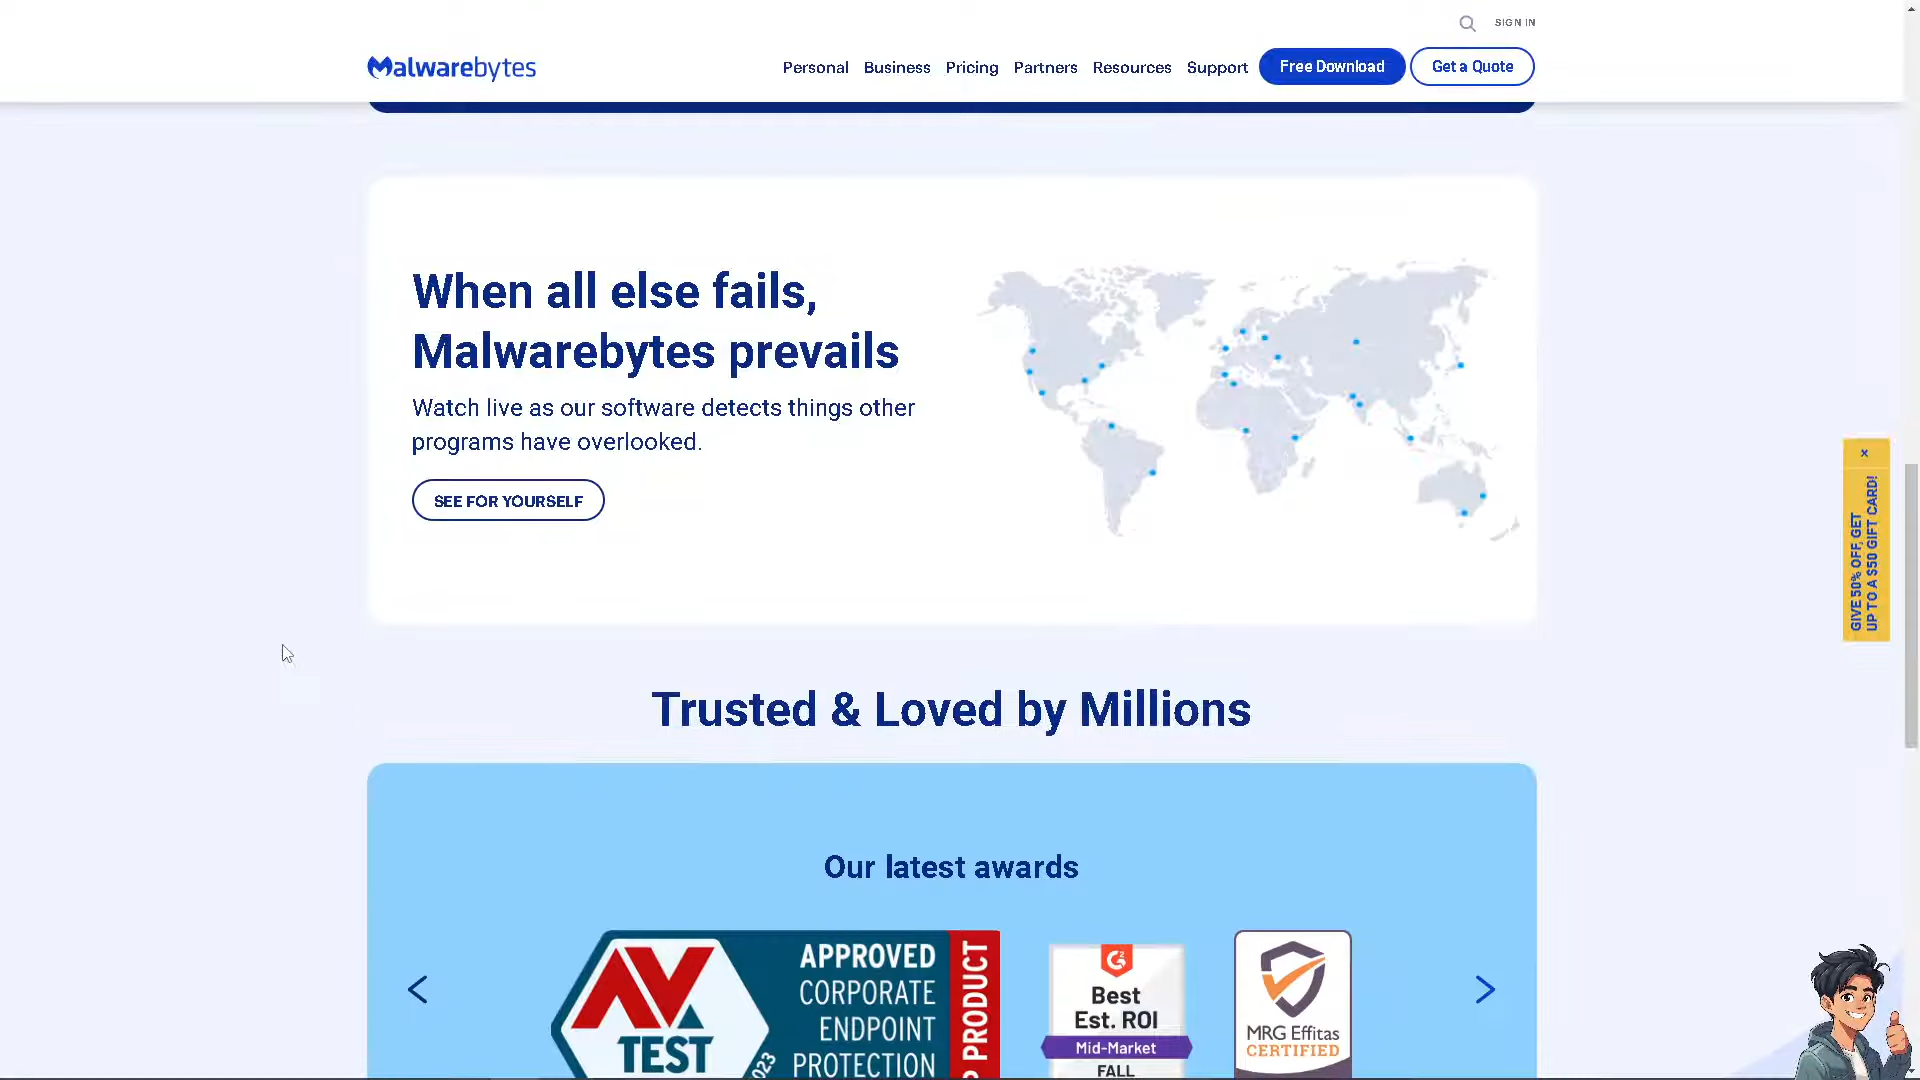 SIGN IN
Malwarebytes
Personal Business Pricing Partners Resources Support Free Download Get a Quote
When all else fails,
Malwarebytes prevails
Watch live as our software detects things other
programs have overlooked.
SEE FOR YOURSELF
×
GIVE 50% OFF, GET
UP TO A $50 GIFT CARD!
Trusted & Loved by Millions
Our latest awards
AV
TEST
APPROVED
CORPORATE
ENDPOINT
PROTECTION
P PRODUCT
G2
Best
Est. ROI
Mid-Market
FALL
MRG Effitas
CERTIFIED